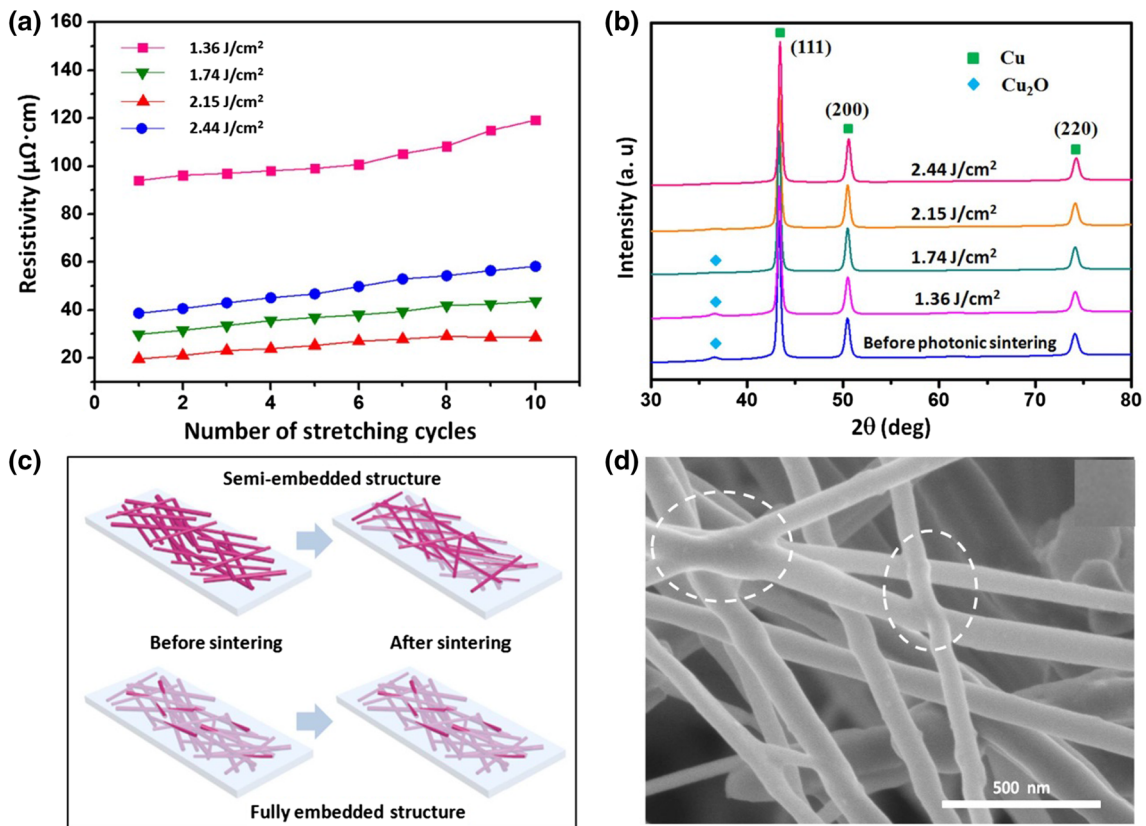 (a)
160
140
120
100
80
60
40
20
0
2
4
6
8
10
Resistivity (μΩ·cm)
Number of stretching cycles
1.36 J/cm²
1.74 J/cm²
2.15 J/cm²
2.44 J/cm²
(b)
(111)
(200)
(220)
Cu
Cu₂O
2.44 J/cm²
2.15 J/cm²
1.74 J/cm²
1.36 J/cm²
Before photonic sintering
Intensity (a. u)
30
40
50
60
70
80
2θ (deg)
(c)
Semi-embedded structure
Before sintering
After sintering
Fully embedded structure
(d)
500 nm